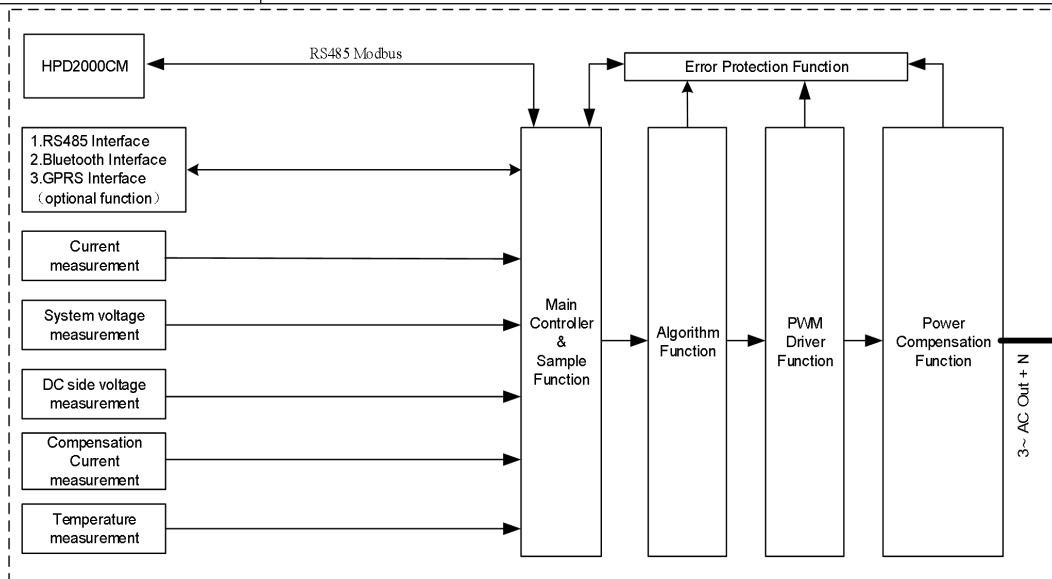 HPD2000CM
RS485 Modbus
Error Protection Function
1.RS485 Interface
2.Bluetooth Interface
3.GPRS Interface
（optional function）
Current
measurement
System voltage
measurement
DC side voltage
measurement
Compensation
Current
measurement
Temperature
measurement
Main
Controller
&
Sample
Function
Algorithm
Function
PWM
Driver
Function
Power
Compensation
Function
3~ AC Out + N